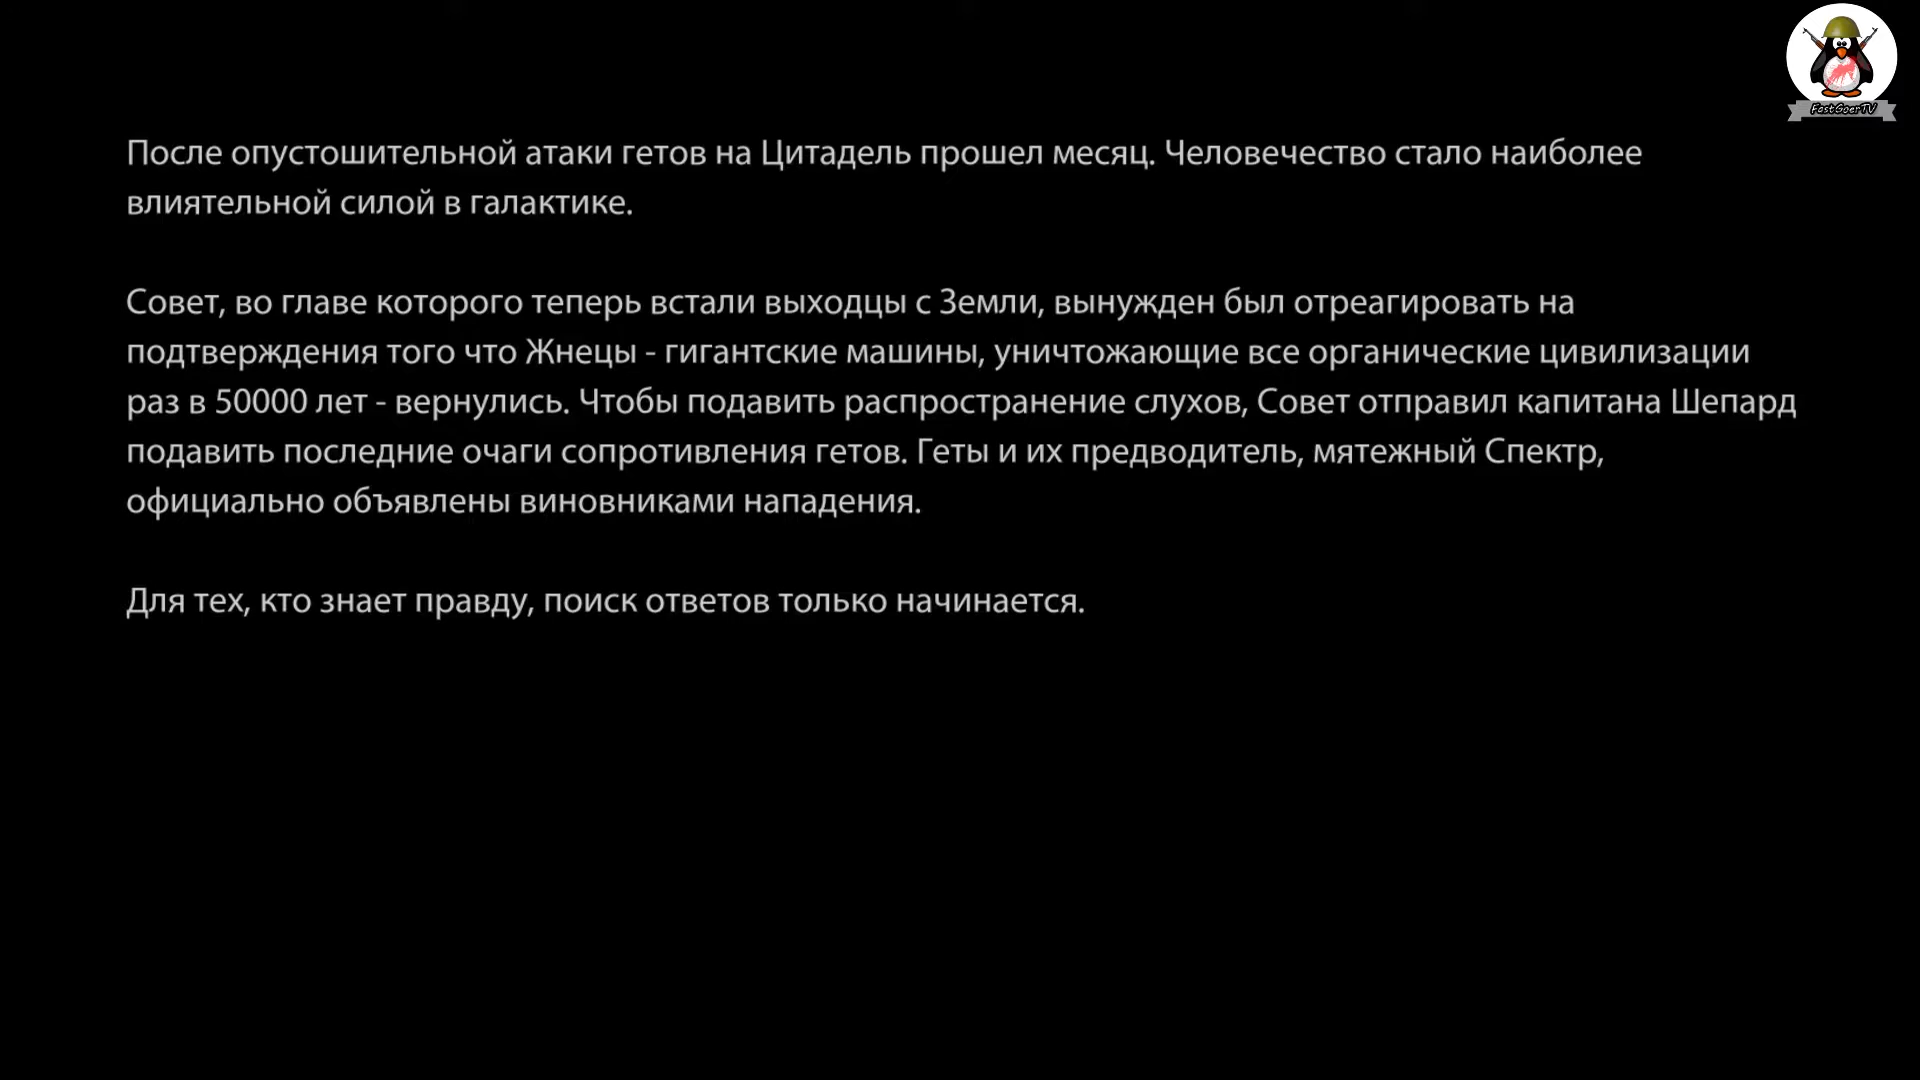 FastGoerTV
После опустошительной атаки гетов на Цитадель прошел месяц. Человечество стало наиболее
влиятельной силой в галактике.
Совет, во главе которого теперь встали выходцы с Земли, вынужден был отреагировать на
подтверждения того что Жнецы - гигантские машины, уничтожающие все органические цивилизации
раз в 50000 лет - вернулись. Чтобы подавить распространение слухов, Совет отправил капитана Шепард
подавить последние очаги сопротивления гетов. Геты и их предводитель, мятежный Спектр,
официально объявлены виновниками нападения.
Для тех, кто знает правду, поиск ответов только начинается.